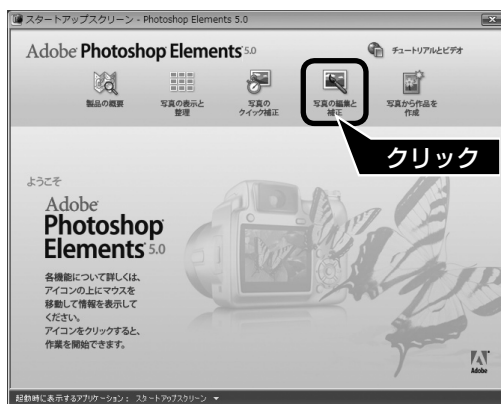 スタートアップスクリーン - Photoshop Elements 5.0
Adobe Photoshop Elements 5.0
チュートリアルとビデオ
製品の概要
写真の表示と
整理
写真の
クイック補正
写真の編集と
補正
写真から作品を
作成
クリック
ようこそ
Adobe
Photoshop
Elements 5.0
各機能について詳しくは、
アイコンの上にマウスを
移動して情報を表示して
ください。
アイコンをクリックすると、
作業を開始できます。
Adobe
起動時に表示するアプリケーション： スタートアップスクリーン